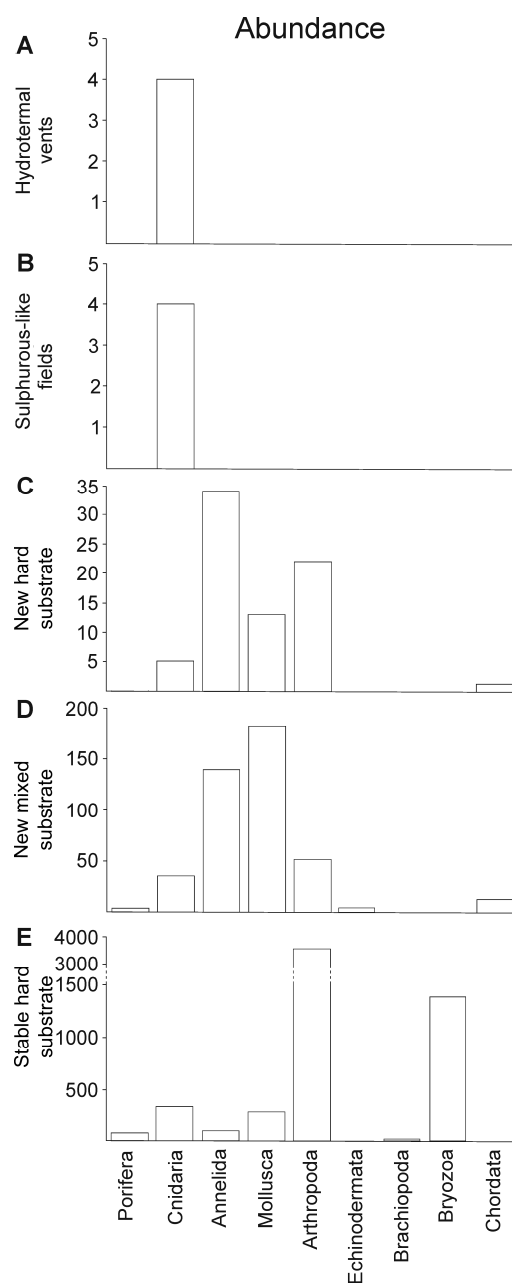 Abundance
A
Hydrotermal
vents
5
4
3
2
1
B
Sulphurous-like
fields
5
4
3
2
1
C
New hard
substrate
35
30
25
20
15
10
5
D
New mixed
substrate
200
150
100
50
E
Stable hard
substrate
4000
3000
1500
1000
500
Porifera
Cnidaria
Annelida
Mollusca
Arthropoda
Echinodermata
Brachiopoda
Bryozoa
Chordata